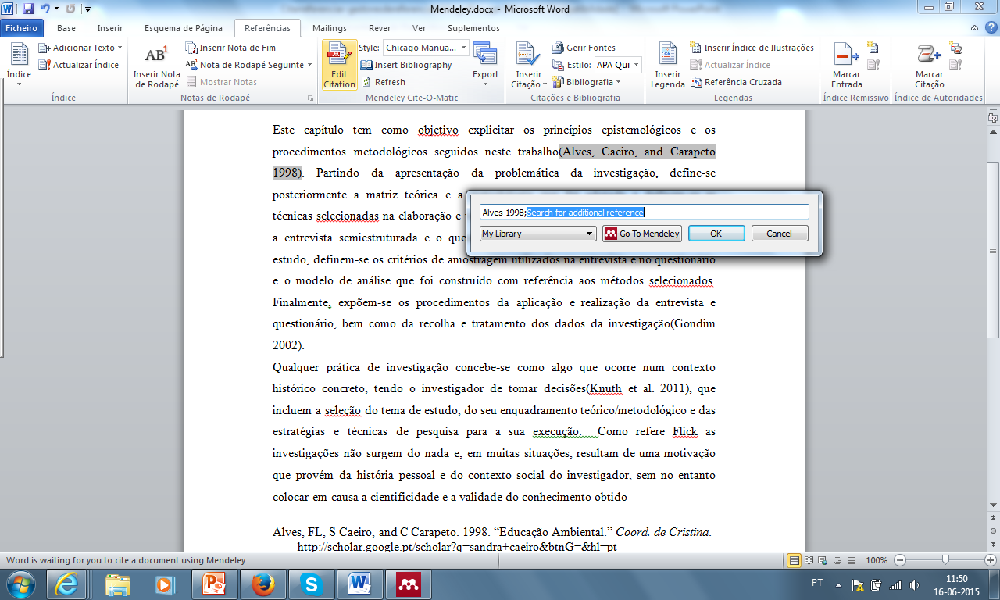 Mendeley.docx - Microsoft Word
Ficheiro Base Inserir Esquema de Página Referências Mailings Rever Ver Suplementos
Índice
Adicionar Texto
Actualizar Índice
Índice
Inserir Nota de Rodapé
Inserir Nota de Fim
Nota de Rodapé Seguinte
Mostrar Notas
Notas de Rodapé
Edit Citation
Style: Chicago Manua...
Insert Bibliography
Refresh
Export
Mendeley Cite-O-Matic
Inserir Citação
Gerir Fontes
Estilo: APA Qui
Bibliografia
Citações e Bibliografia
Inserir Legenda
Inserir Índice de Ilustrações
Actualizar Índice
Referência Cruzada
Legendas
Marcar Entrada
Índice Remissivo
Marcar Citação
Índice de Autoridades
Este capítulo tem como objetivo explicitar os princípios epistemológicos e os
procedimentos metodológicos seguidos neste trabalho(Alves, Caeiro, and Carapeto
1998). Partindo da apresentação da problemática da investigação, define-se
posteriormente a matriz teórica e a
técnicas selecionadas na elaboração e
a entrevista semiestruturada e o que
estudo, definem-se os critérios de amostragem utilizados na entrevista e no questionário
e o modelo de análise que foi construído com referência aos métodos selecionados.
Finalmente, expõem-se os procedimentos da aplicação e realização da entrevista e
questionário, bem como da recolha e tratamento dos dados da investigação(Gondim
2002).
Qualquer prática de investigação concebe-se como algo que ocorre num contexto
histórico concreto, tendo o investigador de tomar decisões(Knuth et al. 2011), que
incluem a seleção do tema de estudo, do seu enquadramento teórico/metodológico e das
estratégias e técnicas de pesquisa para a sua execução. Como refere Flick as
investigações não surgem do nada e, em muitas situações, resultam de uma motivação
que provém da história pessoal e do contexto social do investigador, sem no entanto
colocar em causa a cientificidade e a validade do conhecimento obtido
Alves, FL, S Caeiro, and C Carapeto. 1998. “Educação Ambiental.” Coord. de Cristina.
http://scholar.google.pt/scholar?q=sandra+caeiro&btnG=&hl=pt-
Alves 1998;Search for additional reference
My Library Go To Mendeley OK Cancel
Word is waiting for you to cite a document using Mendeley 100%
PT 11:50
16-06-2015